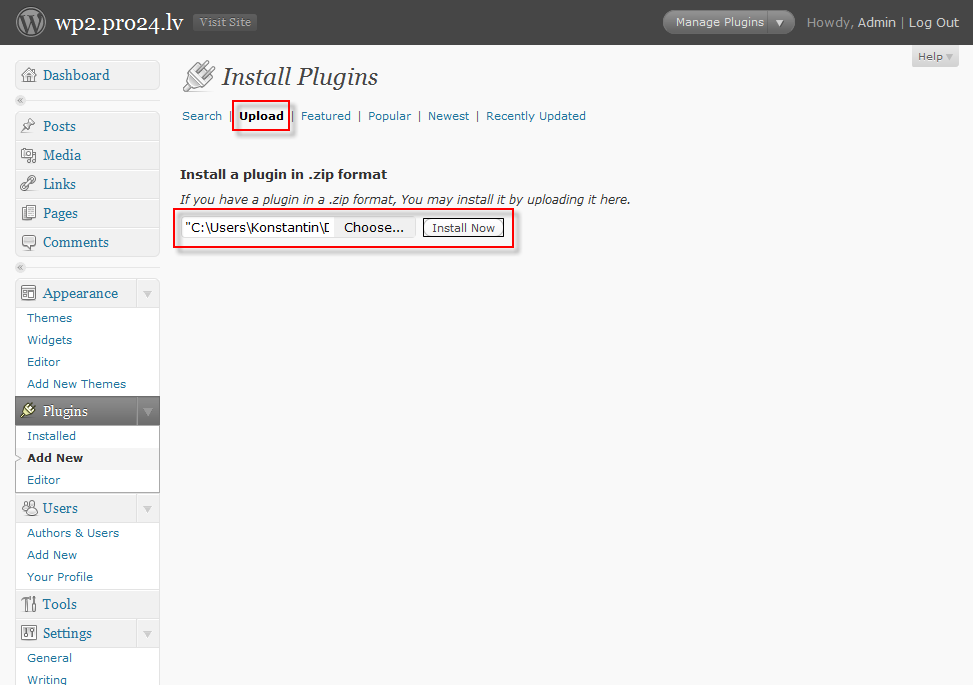 wp2.pro24.lv Visit Site Manage Plugins Howdy, Admin | Log Out
Help
Dashboard
Posts
Media
Links
Pages
Comments
Appearance
Themes
Widgets
Editor
Add New Themes
Plugins
Installed
Add New
Editor
Users
Authors & Users
Add New
Your Profile
Tools
Settings
General
Writing
Install Plugins
Search | Upload | Featured | Popular | Newest | Recently Updated
Install a plugin in .zip format
If you have a plugin in a .zip format, You may install it by uploading it here.
"C:\Users\Konstantin\ Choose... Install Now